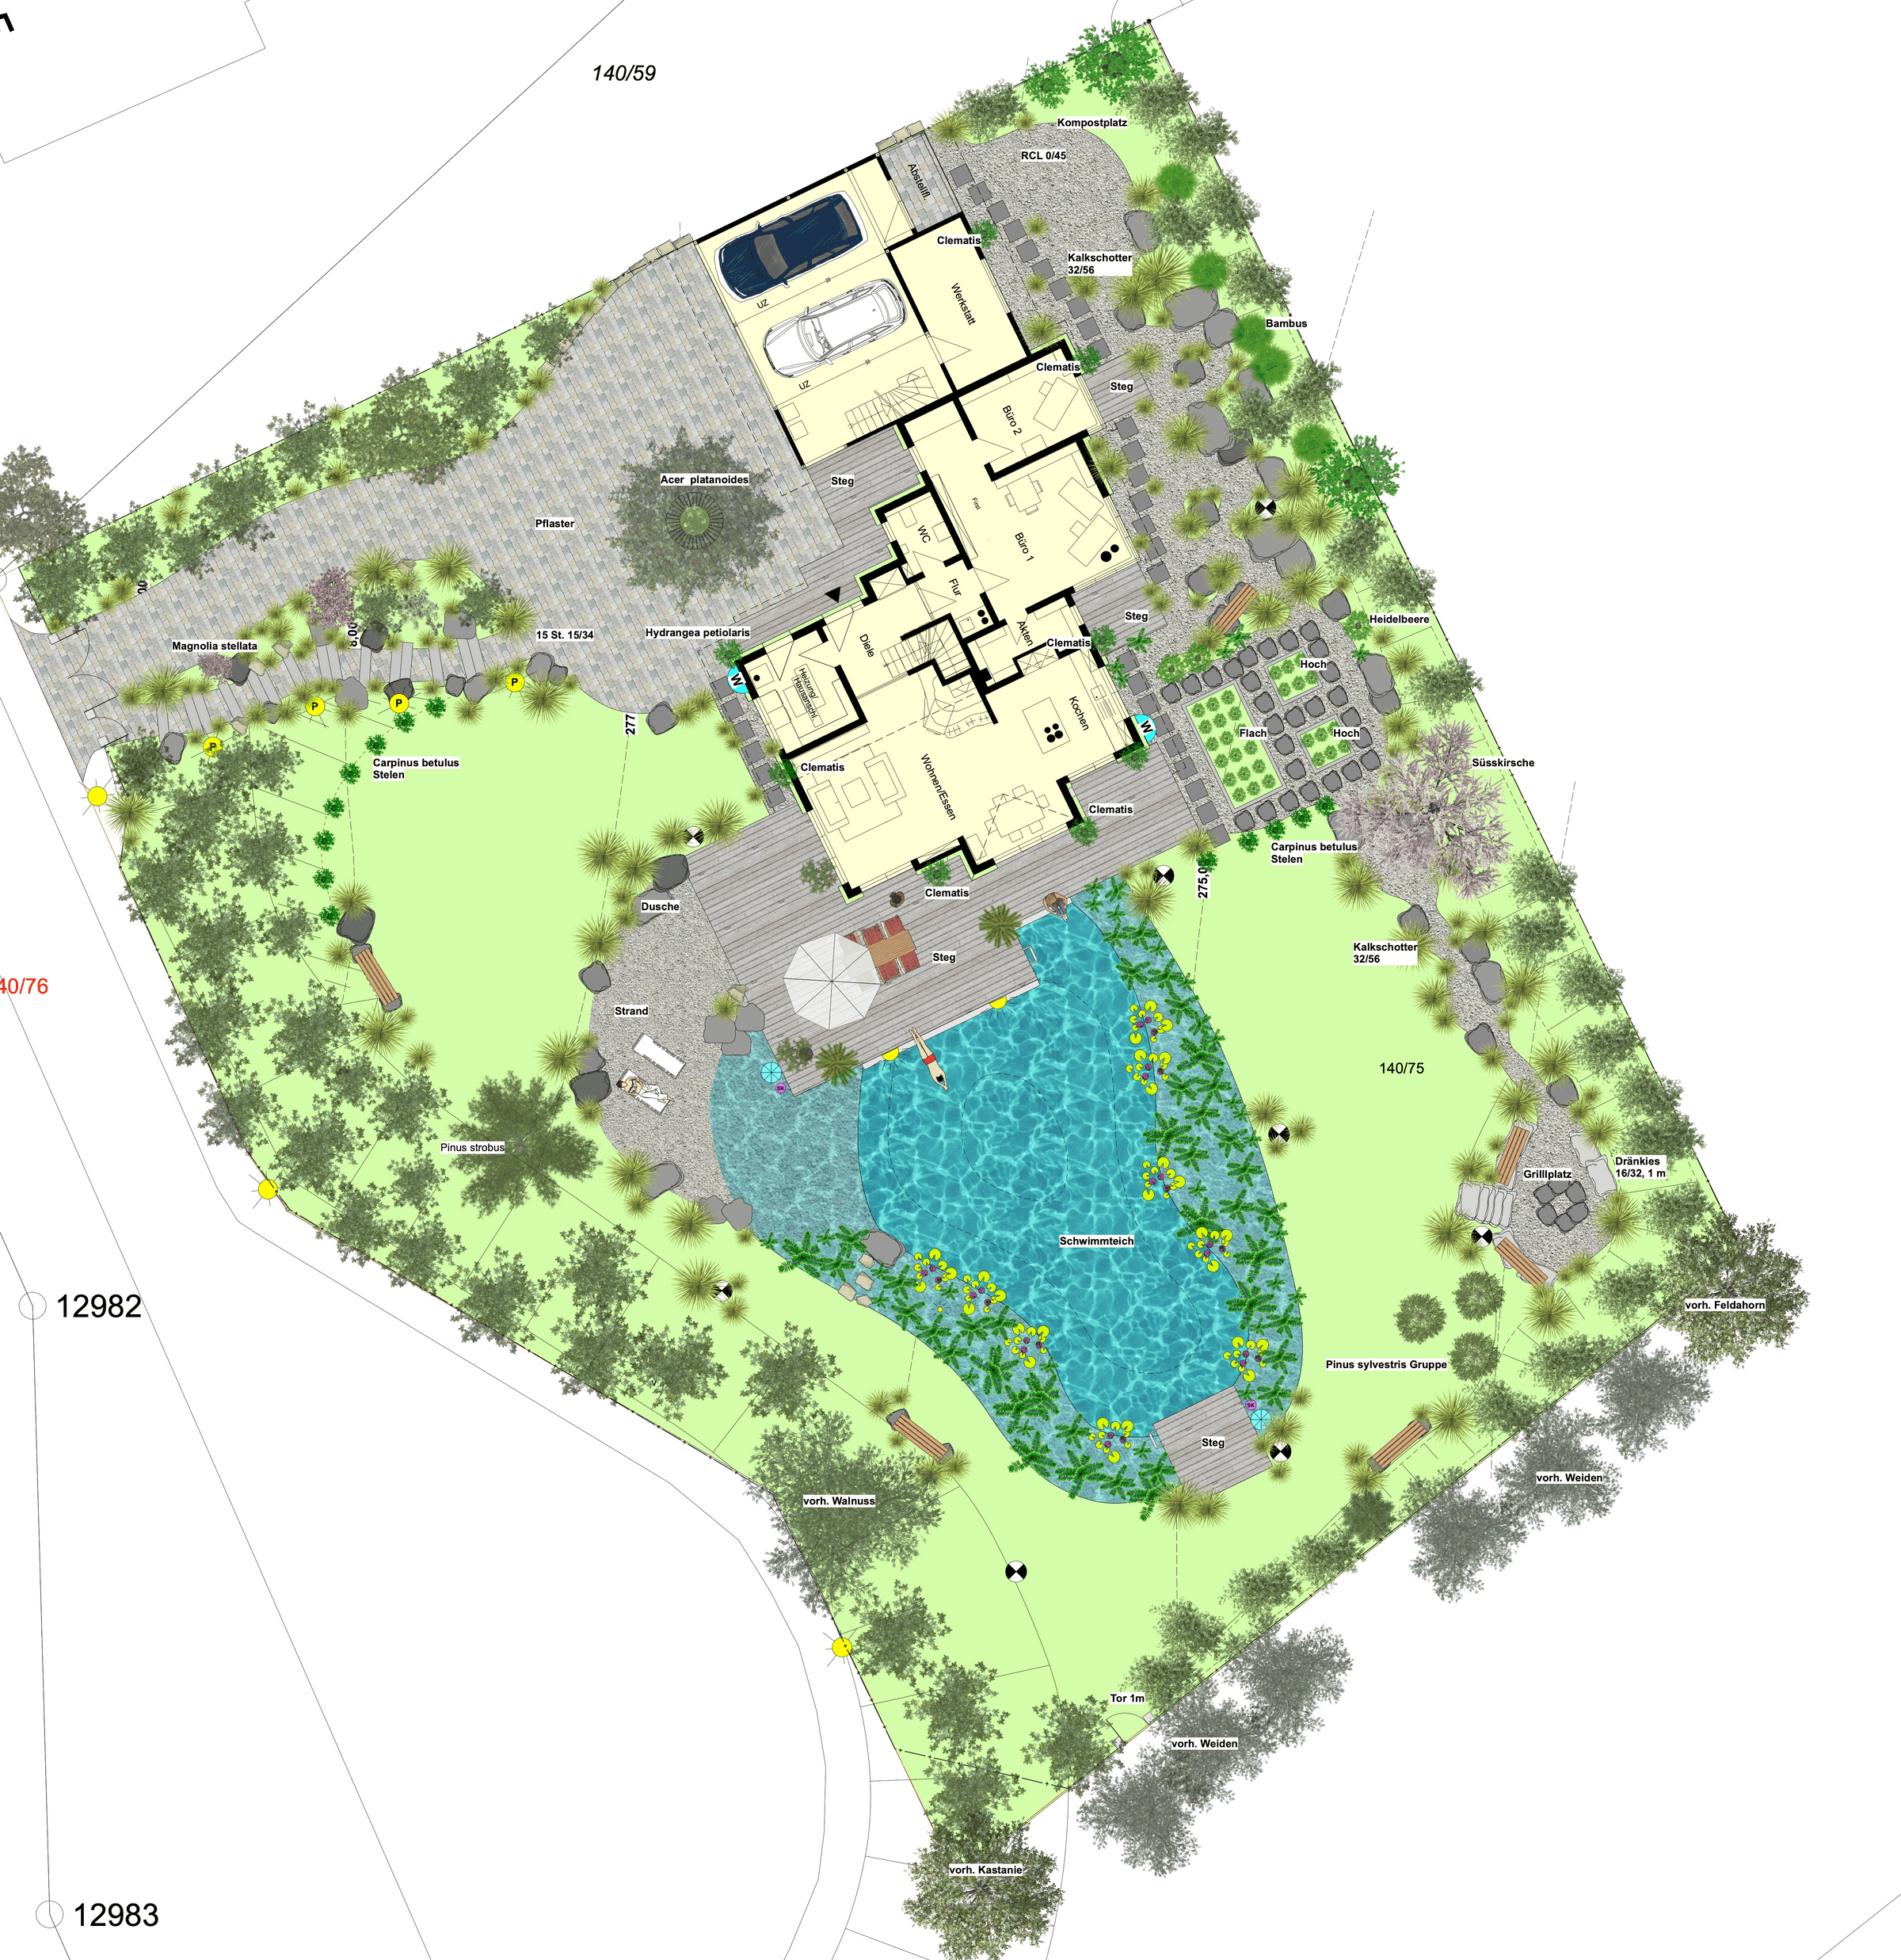 140/59
Kompostplatz
RCL 0/45
Abstellfl.
Clematis
Kalkschotter
32/56
Werkstatt
UZ
UZ
Bambus
Clematis
Steg
Büro 2
Acer platanoides
Steg
First
Pflaster
WC
Büro 1
Flur
Steg
Heidelbeere
Akten
Clematis
15 St. 15/34
Hydrangea petiolaris
Diele
Magnolia stellata
Hoch
W
Heizung/
Hausanschl.
Kochen
P
P
P
P
277
W
Flach
Hoch
Carpinus betulus
Stelen
Clematis
Süsskirsche
Wohnen/Essen
Clematis
Carpinus betulus
Stelen
275,0
Clematis
Dusche
Kalkschotter
32/56
Steg
40/76
Strand
140/75
SK
Pinus strobus
Grillplatz
Dränkies
16/32, 1 m
Schwimmteich
12982
vorh. Feldahorn
Pinus sylvestris Gruppe
SK
Steg
vorh. Weiden
vorh. Walnuss
Tor 1m
vorh. Weiden
vorh. Kastanie
12983